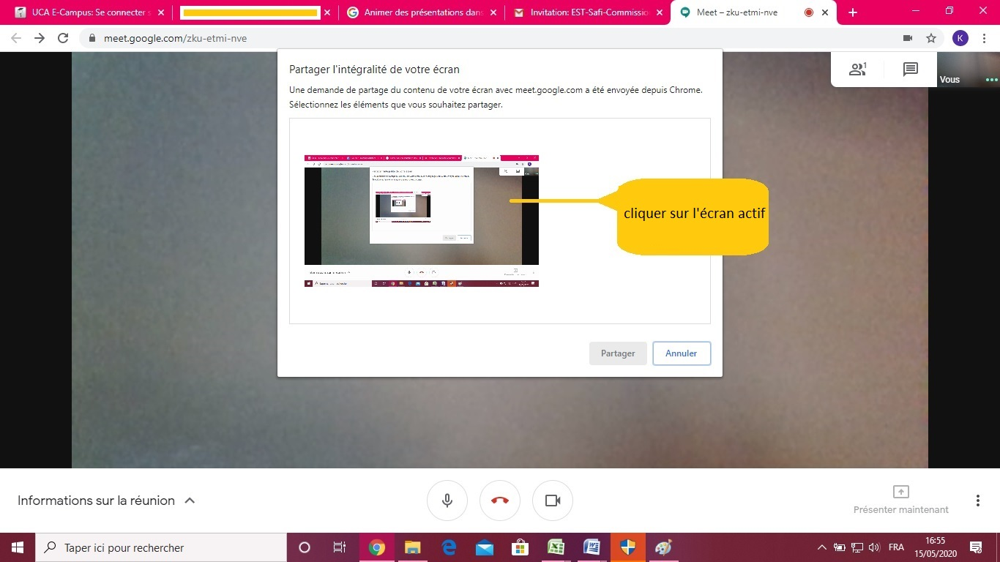 UCA E-Campus: Se connecter s
Animer des présentations dans
Invitation: EST-Safi-Commissio
Meet – zku-etmi-nve
meet.google.com/zku-etmi-nve
K
Partager l'intégralité de votre écran
Une demande de partage du contenu de votre écran avec meet.google.com a été envoyée depuis Chrome.
Sélectionnez les éléments que vous souhaitez partager.
1
Vous
cliquer sur l'écran actif
Partager
Annuler
Informations sur la réunion
Présenter maintenant
Taper ici pour rechercher
FRA
16:55
15/05/2020